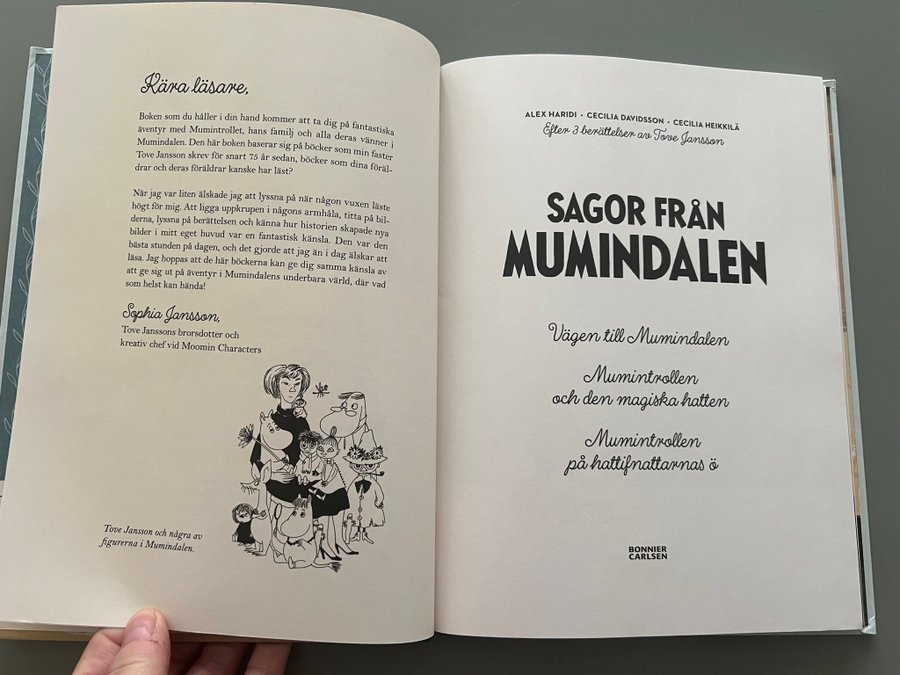 Kära läsare,
Boken som du håller i din hand kommer att ta dig på fantastiska
äventyr med Mumintrollet, hans familj och alla deras vänner i
Mumindalen. Den här boken baserar sig på böcker som min faster
Tove Jansson skrev för snart 75 år sedan, böcker som dina föräl-
drar och deras föräldrar kanske har läst?
När jag var liten älskade jag att lyssna på när någon vuxen läste
högt för mig. Att ligga uppkrupen i någons armhåla, titta på bil-
derna, lyssna på berättelsen och känna hur historien skapade nya
bilder i mitt eget huvud var en fantastisk känsla. Den var den
bästa stunden på dagen, och det gjorde att jag än i dag älskar att
läsa. Jag hoppas att de här böckerna kan ge dig samma känsla av
att ge sig ut på äventyr i Mumindalens underbara värld, där vad
som helst kan hända!
Sophia Jansson,
Tove Janssons brorsdotter och
kreativ chef vid Moomin Characters
Tove Jansson och några av
figurerna i Mumindalen.
ALEX HARIDI · CECILIA DAVIDSSON · CECILIA HEIKKILÄ
Efter 3 berättelser av Tove Jansson
SAGOR FRÅN
MUMINDALEN
Vägen till Mumindalen
Mumintrollen
och den magiska hatten
Mumintrollen
på hattifnattarnas ö
BONNIER
CARLSEN